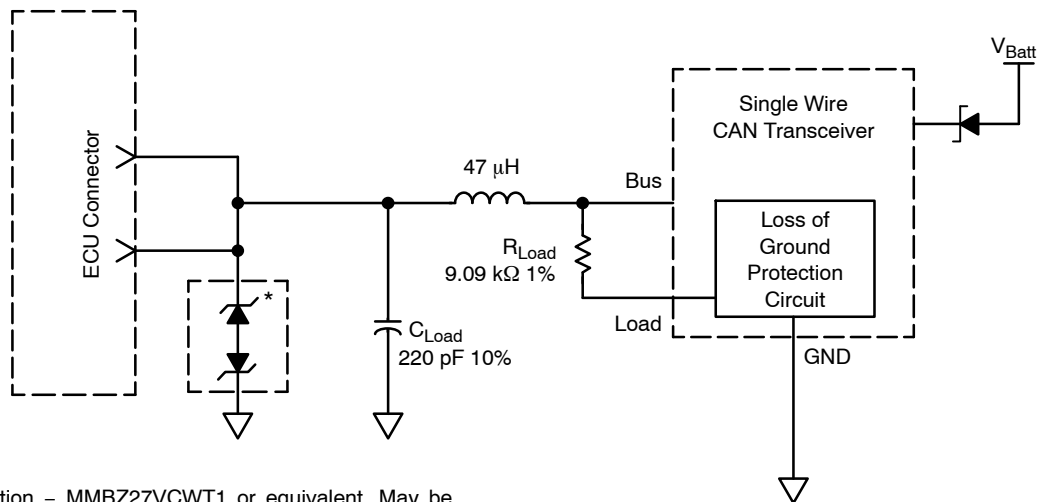 V_Batt
Single Wire
CAN Transceiver
ECU Connector
47 μH
Bus
R_Load
9.09 kΩ 1%
Loss of
Ground
Protection
Circuit
*
Load
C_Load
220 pF 10%
GND
tion – MMBZ27VCWT1 or equivalent. May be